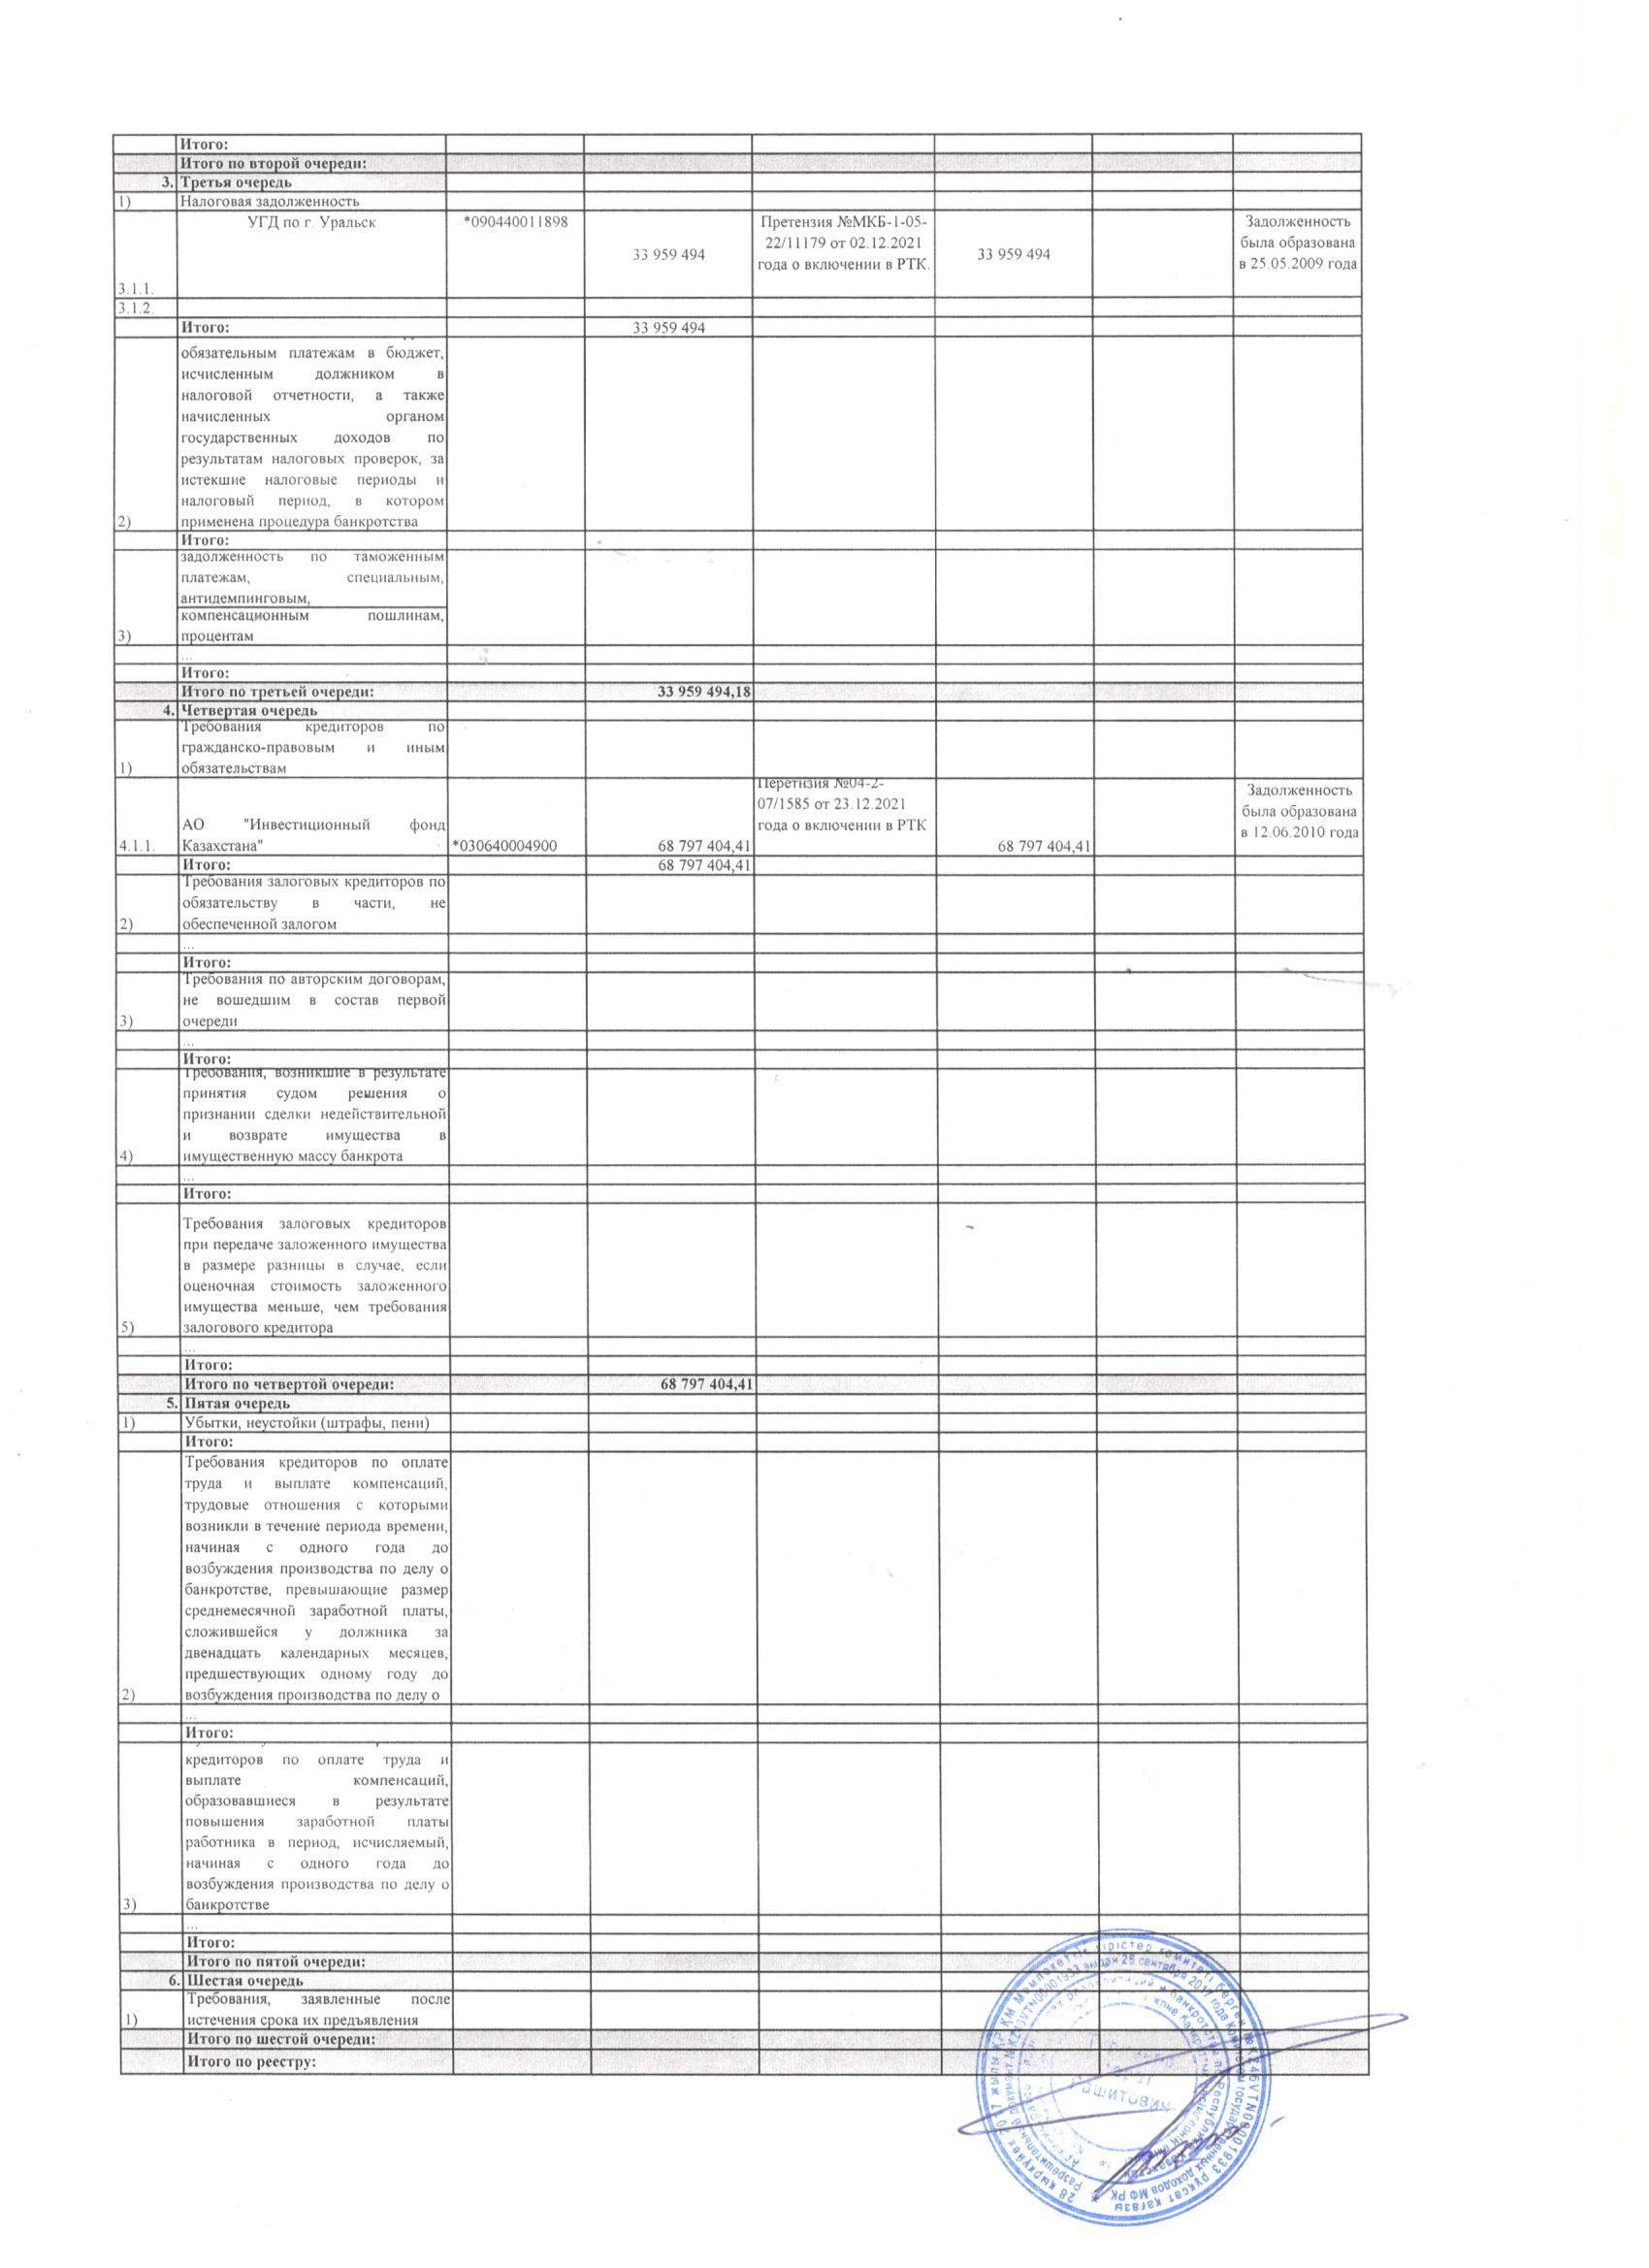 Итого:
Итого по второй очереди:
3. Третья очередь
1) Налоговая задолженность
УГД по г. Уральск *090440011898 Претензия №МКБ-1-05- Задолженность
22/11179 от 02.12.2021 была образована
33 959 494 года о включении в РТК. 33 959 494 в 25.05.2009 года
3.1.1.
3.1.2.
Итого: 33 959 494
обязательным платежам в бюджет,
исчисленным должником в
налоговой отчетности, а также
начисленных органом
государственных доходов по
результатам налоговых проверок, за
истекшие налоговые периоды и
налоговый период, в котором
2) применена процедура банкротства
Итого:
задолженность по таможенным
платежам, специальным,
антидемпинговым,
компенсационным пошлинам,
3) процентам
...
Итого:
Итого по третьей очереди: 33 959 494,18
4. Четвертая очередь
Требования кредиторов по
гражданско-правовым и иным
1) обязательствам
Перетнзия №04-2- Задолженность
07/1585 от 23.12.2021 была образована
АО "Инвестиционный фонд года о включении в РТК в 12.06.2010 года
4.1.1. Казахстана" *030640004900 68 797 404,41 68 797 404,41
Итого: 68 797 404,41
Требования залоговых кредиторов по
обязательству в части, не
2) обеспеченной залогом
...
Итого:
Требования по авторским договорам,
не вошедшим в состав первой
3) очереди
...
Итого:
Требования, возникшие в результате
принятия судом решения о
признании сделки недействительной
и возврате имущества в
4) имущественную массу банкрота
...
Итого:
Требования залоговых кредиторов
при передаче заложенного имущества
в размере разницы в случае, если
оценочная стоимость заложенного
имущества меньше, чем требования
5) залогового кредитора
...
Итого:
Итого по четвертой очереди: 68 797 404,41
5. Пятая очередь
1) Убытки, неустойки (штрафы, пени)
Итого:
Требования кредиторов по оплате
труда и выплате компенсаций,
трудовые отношения с которыми
возникли в течение периода времени,
начиная с одного года до
возбуждения производства по делу о
банкротстве, превышающие размер
среднемесячной заработной платы,
сложившейся у должника за
двенадцать календарных месяцев,
предшествующих одному году до
2) возбуждения производства по делу о
...
Итого:
кредиторов по оплате труда и
выплате компенсаций,
образовавшиеся в результате
повышения заработной платы
работника в период, исчисляемый,
начиная с одного года до
возбуждения производства по делу о
3) банкротстве
...
Итого:
Итого по пятой очереди:
6. Шестая очередь
Требования, заявленные после
1) истечения срока их предъявления
Итого по шестой очереди:
Итого по реестру: